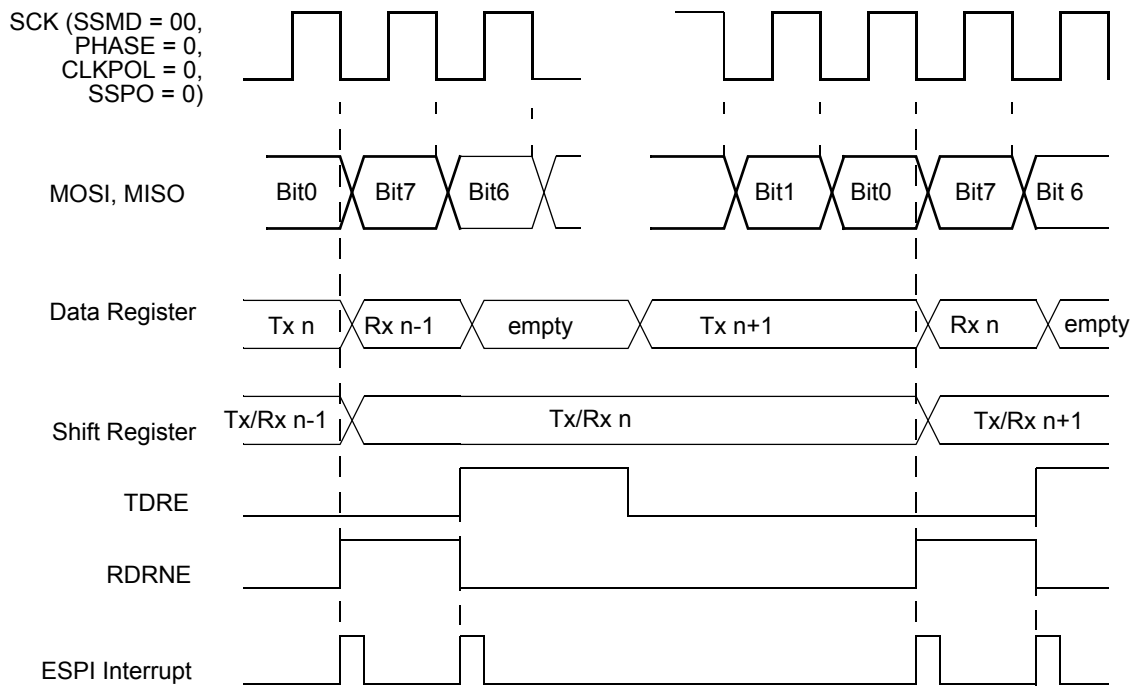 SCK (SSMD = 00,
PHASE = 0,
CLKPOL = 0,
SSPO = 0)
MOSI, MISO
Bit0
Bit7
Bit6
Bit1
Bit0
Bit7
Bit 6
Data Register
Tx n
Rx n-1
empty
Tx n+1
Rx n
empty
Shift Register
Tx/Rx n-1
Tx/Rx n
Tx/Rx n+1
TDRE
RDRNE
ESPI Interrupt